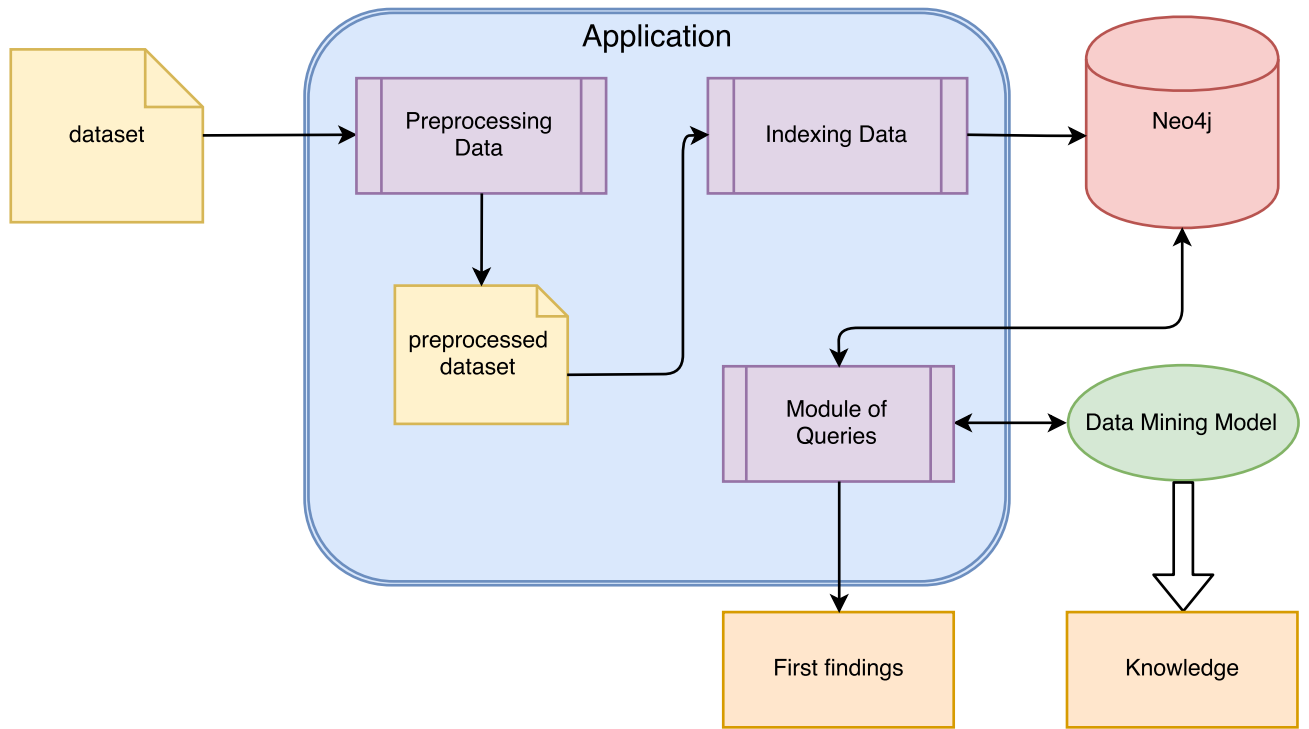 Application
dataset
Preprocessing
Data
Indexing Data
Neo4j
preprocessed
dataset
Module of
Queries
Data Mining Model
First findings
Knowledge